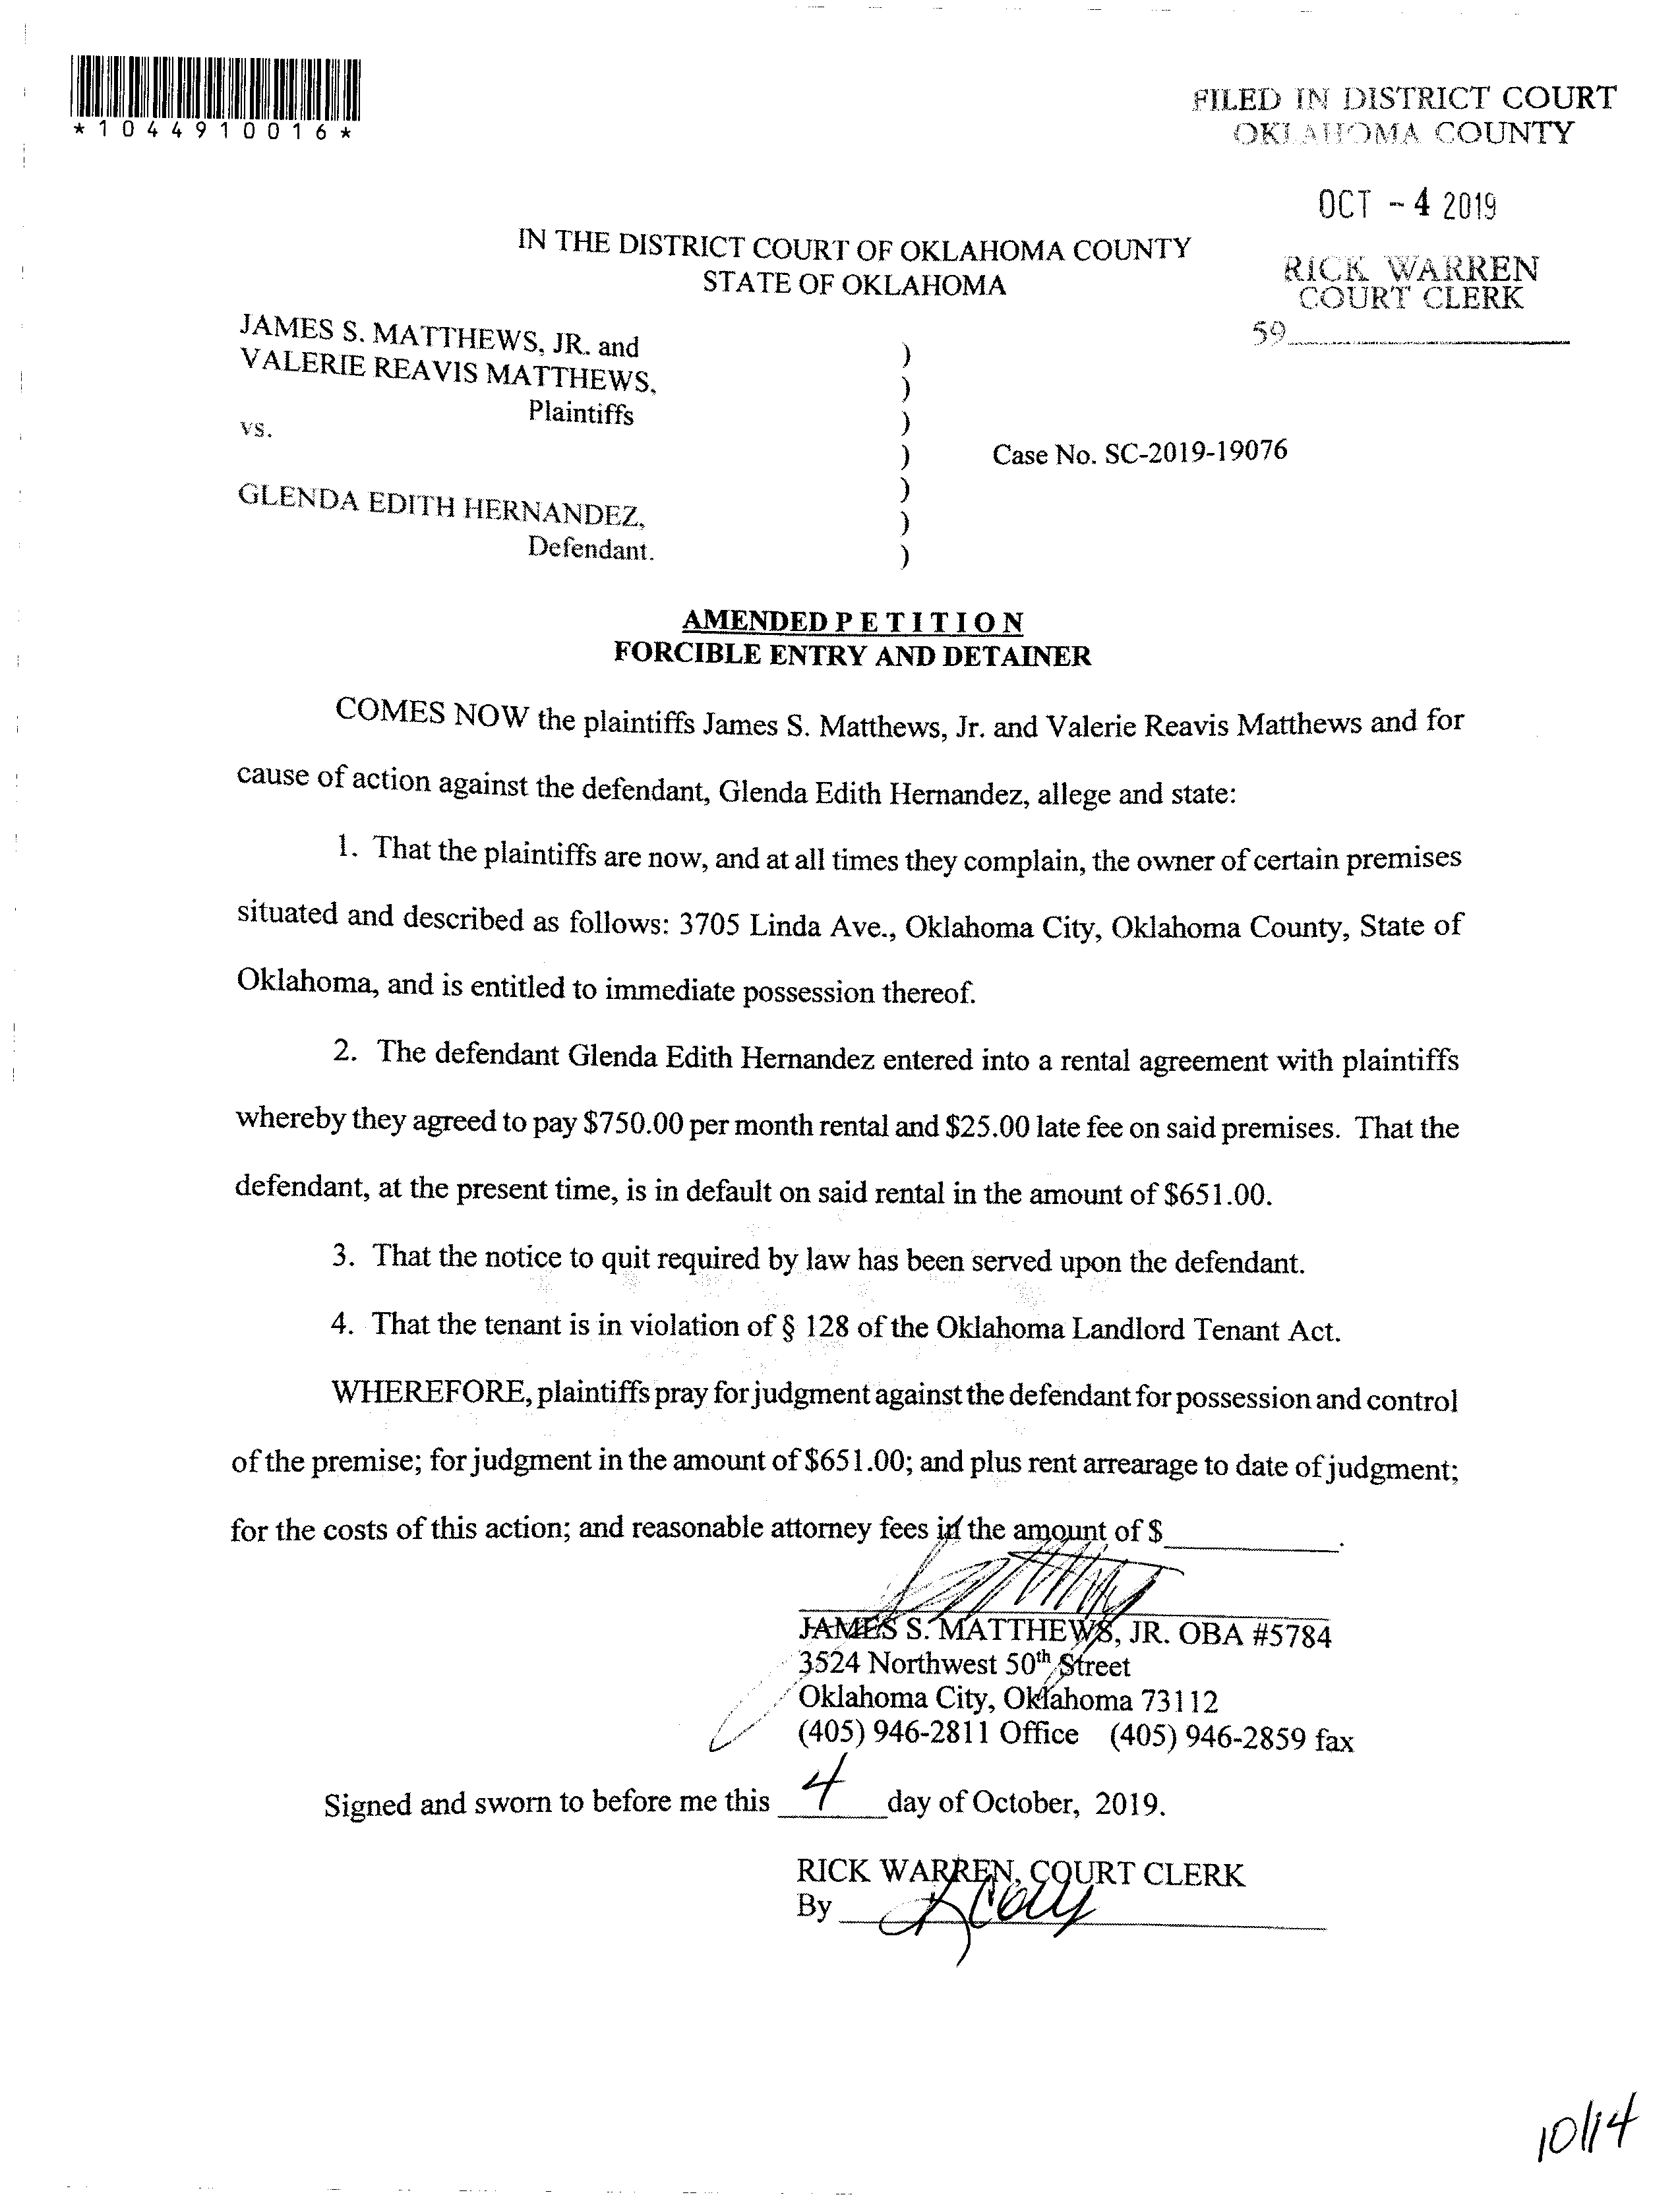 *1044910016*
FILED IN DISTRICT COURT
OKLAHOMA COUNTY
OCT - 4 2019
RICK WARREN
COURT CLERK
59
IN THE DISTRICT COURT OF OKLAHOMA COUNTY
STATE OF OKLAHOMA
JAMES S. MATTHEWS, JR. and )
VALERIE REAVIS MATTHEWS, )
Plaintiffs )
vs. ) Case No. SC-2019-19076
)
GLENDA EDITH HERNANDEZ, )
Defendant. )
AMENDED P E T I T I O N
FORCIBLE ENTRY AND DETAINER
COMES NOW the plaintiffs James S. Matthews, Jr. and Valerie Reavis Matthews and for
cause of action against the defendant, Glenda Edith Hernandez, allege and state:
1. That the plaintiffs are now, and at all times they complain, the owner of certain premises
situated and described as follows: 3705 Linda Ave., Oklahoma City, Oklahoma County, State of
Oklahoma, and is entitled to immediate possession thereof.
2. The defendant Glenda Edith Hernandez entered into a rental agreement with plaintiffs
whereby they agreed to pay $750.00 per month rental and $25.00 late fee on said premises. That the
defendant, at the present time, is in default on said rental in the amount of $651.00.
3. That the notice to quit required by law has been served upon the defendant.
4. That the tenant is in violation of § 128 of the Oklahoma Landlord Tenant Act.
WHEREFORE, plaintiffs pray for judgment against the defendant for possession and control
of the premise; for judgment in the amount of $651.00; and plus rent arrearage to date of judgment;
for the costs of this action; and reasonable attorney fees in the amount of $ .
JAMES S. MATTHEWS, JR. OBA #5784
3524 Northwest 50th Street
Oklahoma City, Oklahoma 73112
(405) 946-2811 Office (405) 946-2859 fax
Signed and sworn to before me this 4 day of October, 2019.
RICK WARREN, COURT CLERK
By
10/14